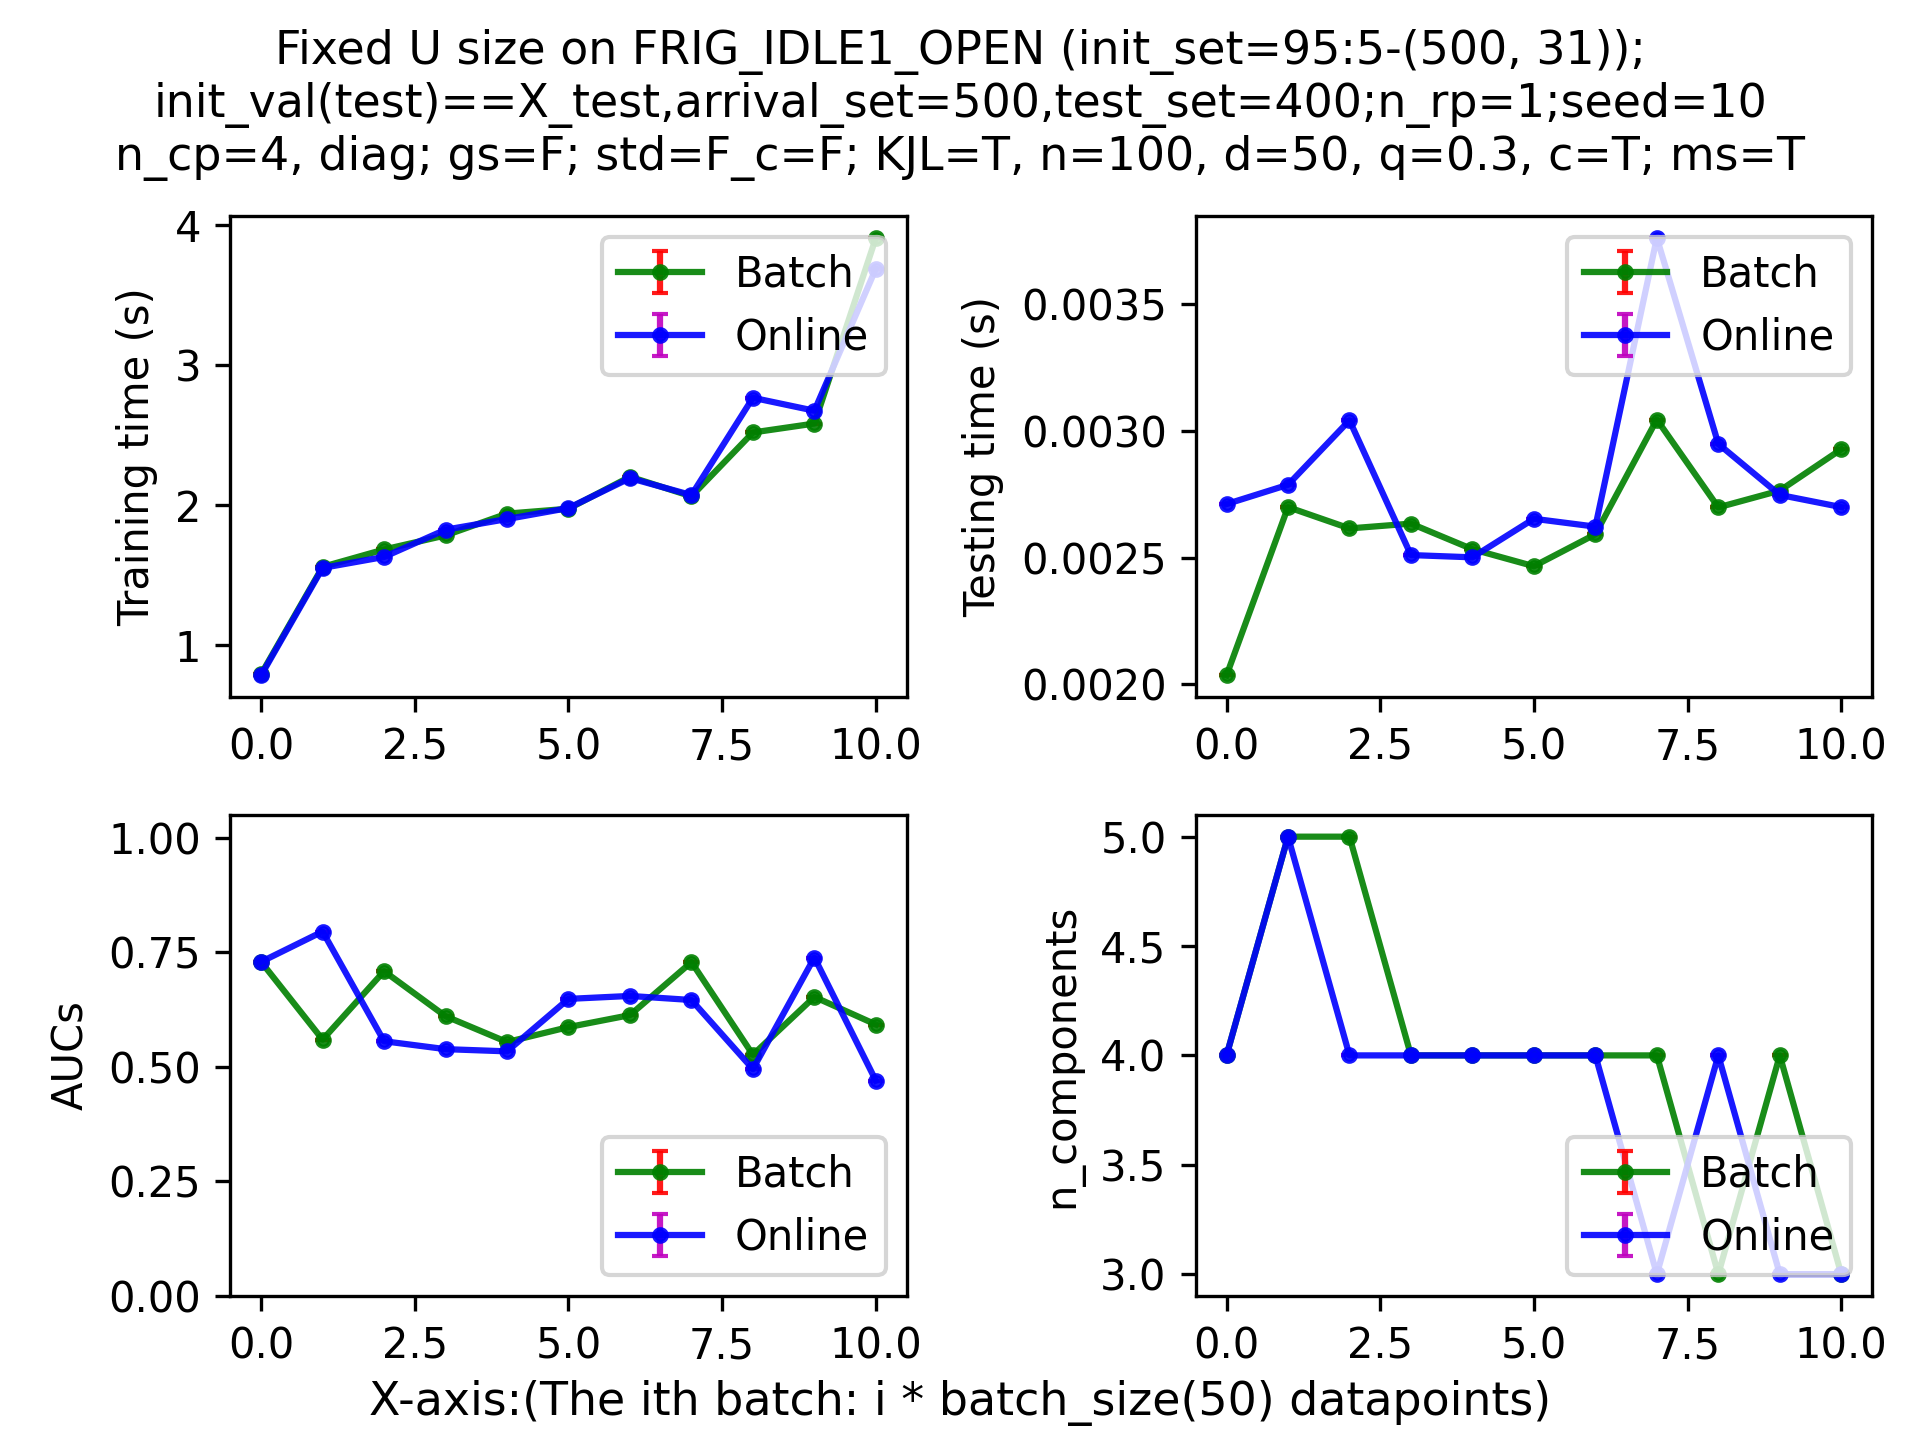 Fixed U size on FRIG_IDLE1_OPEN (init_set=95:5-(500, 31));
init_val(test)==X_test,arrival_set=500,test_set=400;n_rp=1;seed=10
n_cp=4, diag; gs=F; std=F_c=F; KJL=T, n=100, d=50, q=0.3, c=T; ms=T
Training time (s)
4
3
2
1
0.0 2.5 5.0 7.5 10.0
Batch
Online
Testing time (s)
0.0035
0.0030
0.0025
0.0020
0.0 2.5 5.0 7.5 10.0
Batch
Online
AUCs
1.00
0.75
0.50
0.25
0.00
0.0 2.5 5.0 7.5 10.0
Batch
Online
n_components
5.0
4.5
4.0
3.5
3.0
0.0 2.5 5.0 7.5 10.0
Batch
Online
X-axis:(The ith batch: i * batch_size(50) datapoints)